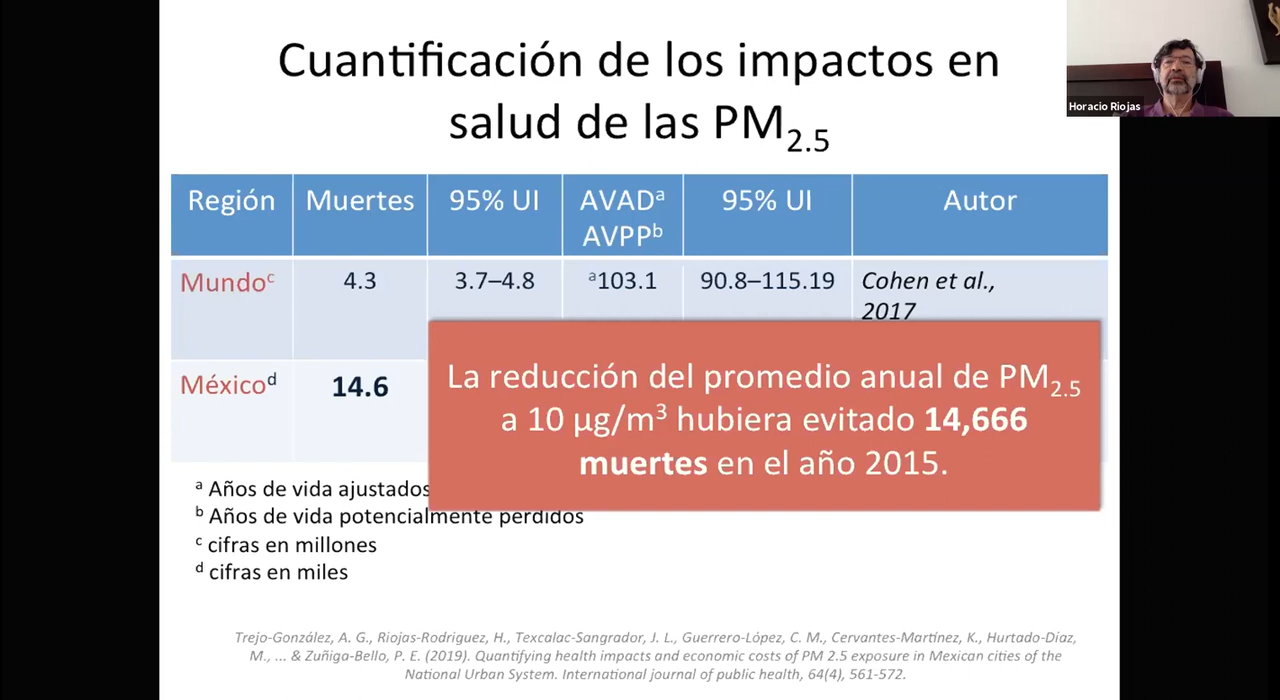 Cuantificación de los impactos en
salud de las PM2.5
Horacio Riojas
Región Muertes 95% UI AVADᵃ 95% UI Autor
AVPPᵇ
Mundoᶜ 4.3 3.7–4.8 ᵃ103.1 90.8–115.19 Cohen et al.,
2017
Méxicoᵈ 14.6
La reducción del promedio anual de PM2.5
a 10 µg/m³ hubiera evitado 14,666
muertes en el año 2015.
ᵃ Años de vida ajustados
ᵇ Años de vida potencialmente perdidos
ᶜ cifras en millones
ᵈ cifras en miles
Trejo-González, A. G., Riojas-Rodriguez, H., Texcalac-Sangrador, J. L., Guerrero-López, C. M., Cervantes-Martínez, K., Hurtado-Díaz,
M., ... & Zuñiga-Bello, P. E. (2019). Quantifying health impacts and economic costs of PM 2.5 exposure in Mexican cities of the
National Urban System. International journal of public health, 64(4), 561-572.